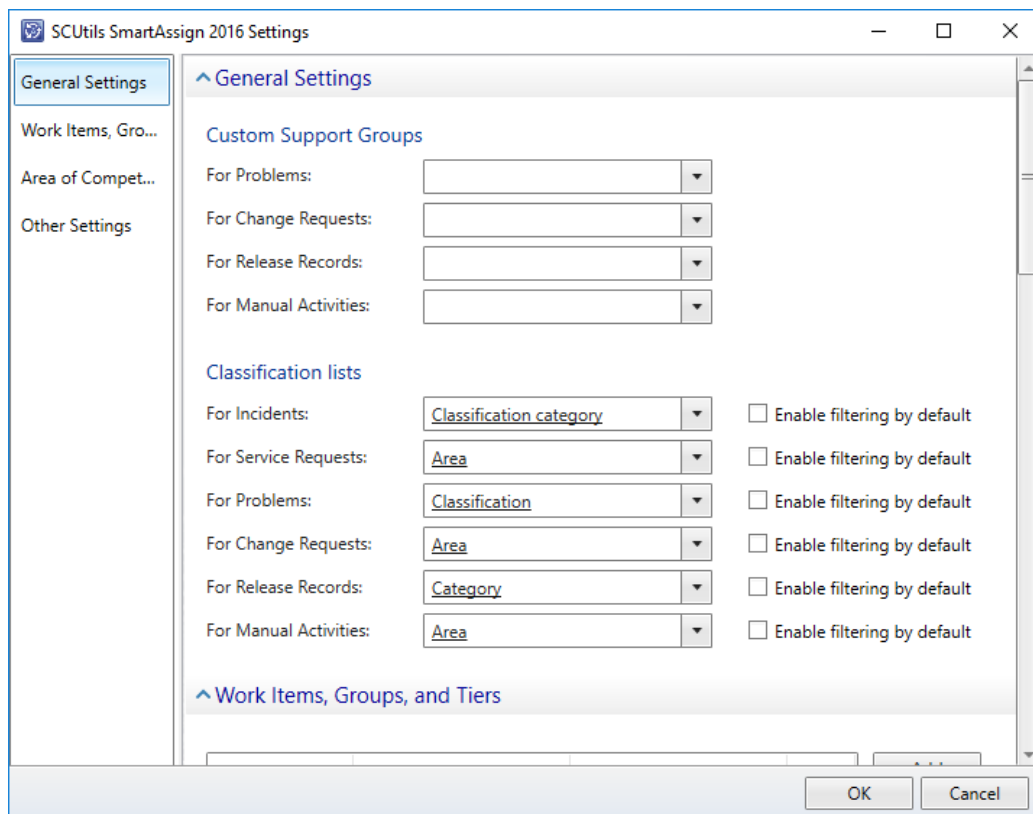 SCUtils SmartAssign 2016 Settings
General Settings
Work Items, Gro...
Area of Compet...
Other Settings
General Settings
Custom Support Groups
For Problems:
For Change Requests:
For Release Records:
For Manual Activities:
Classification lists
For Incidents: Classification category Enable filtering by default
For Service Requests: Area Enable filtering by default
For Problems: Classification Enable filtering by default
For Change Requests: Area Enable filtering by default
For Release Records: Category Enable filtering by default
For Manual Activities: Area Enable filtering by default
Work Items, Groups, and Tiers
OK Cancel